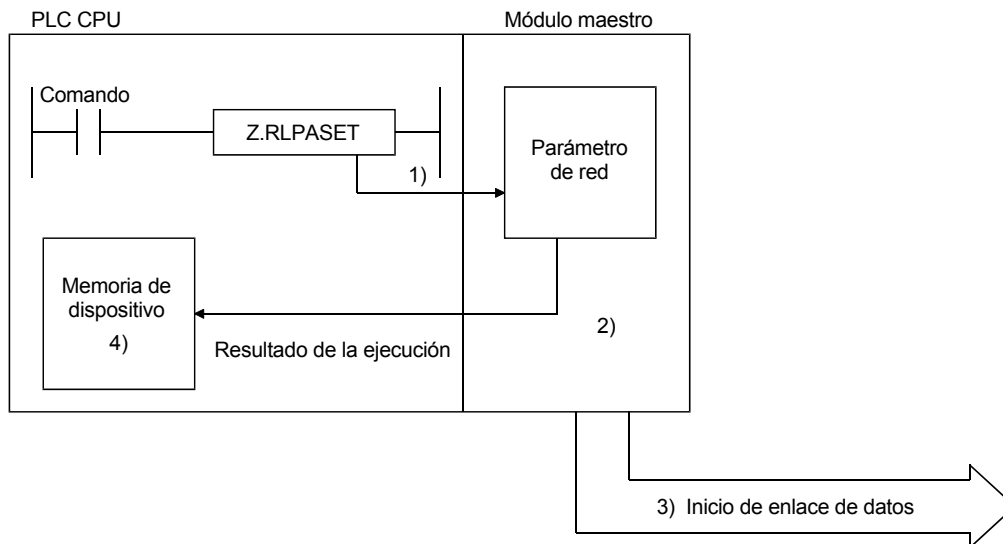 PLC CPU
Módulo maestro
Comando
Z.RLPASET
1)
Parámetro
de red
Memoria de
dispositivo
4)
Resultado de la ejecución
2)
3) Inicio de enlace de datos